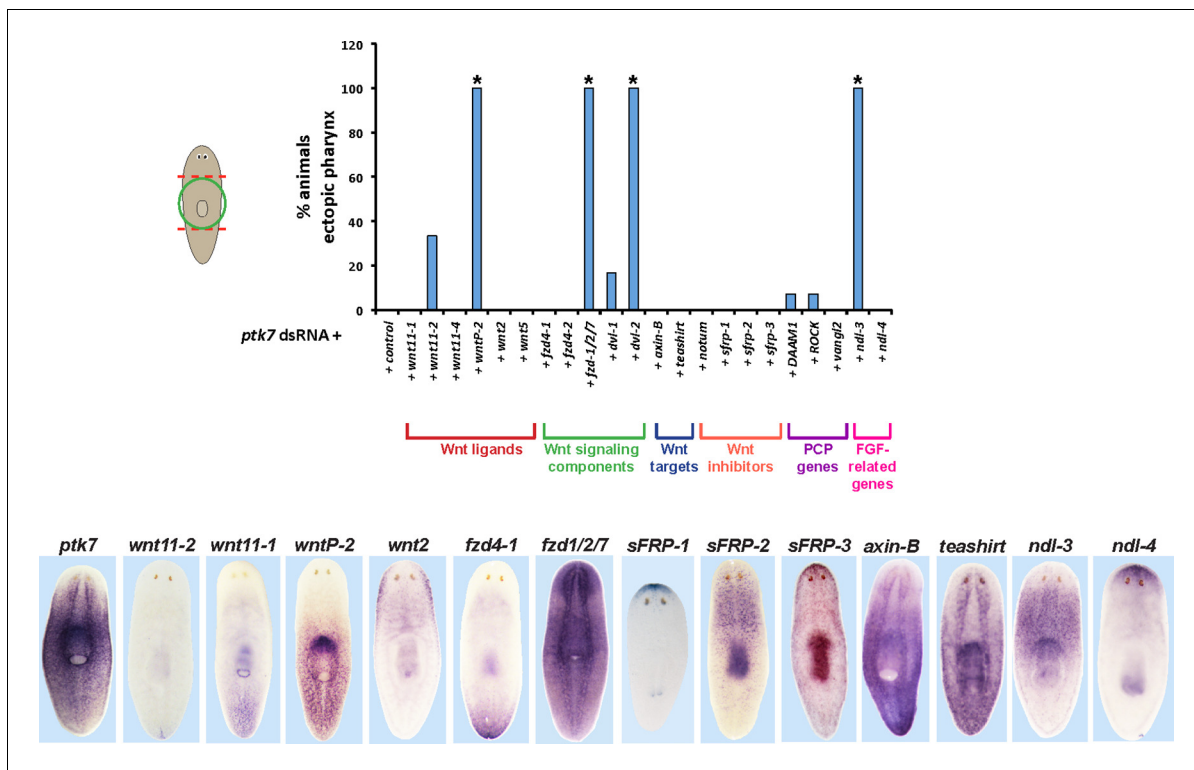 120
100
80
60
40
20
0
% animals
ectopic pharynx
* * * *
ptk7 dsRNA +
+ control
+ wnt11-1
+ wnt11-2
+ wnt11-4
+ wntP-2
+ wnt2
+ wnt5
+ fzd4-1
+ fzd4-2
+ fzd-1/2/7
+ dvl-1
+ dvl-2
+ axin-B
+ teashirt
+ notum
+ sfrp-1
+ sfrp-2
+ sfrp-3
+ DAAM1
+ ROCK
+ vangl2
+ ndl-3
+ ndl-4
Wnt ligands
Wnt signaling
components
Wnt
targets
Wnt
inhibitors
PCP
genes
FGF-
related
genes
ptk7 wnt11-2 wnt11-1 wntP-2 wnt2 fzd4-1 fzd1/2/7 sFRP-1 sFRP-2 sFRP-3 axin-B teashirt ndl-3 ndl-4